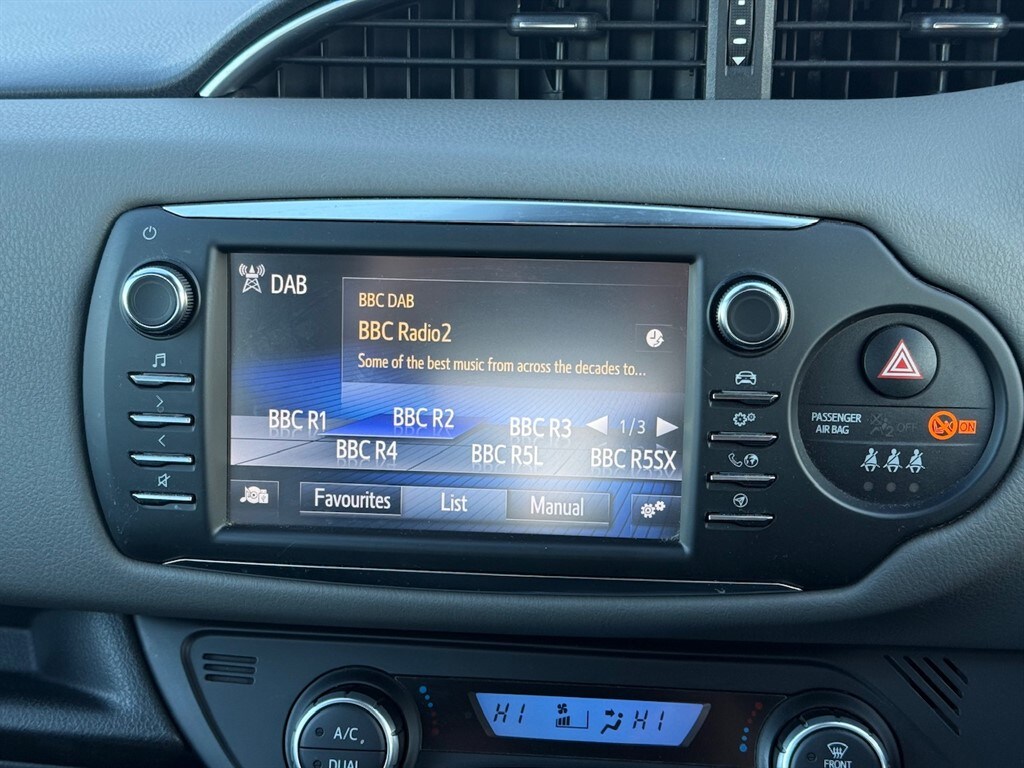 DAB
BBC DAB
BBC Radio2
Some of the best music from across the decades to...
BBC R1
BBC R2
BBC R3
1/3
BBC R4
BBC R5L
BBC R5SX
Favourites
List
Manual
PASSENGER
AIR BAG
2 OFF
ON
HI
HI
A/C
DUAL
FRONT